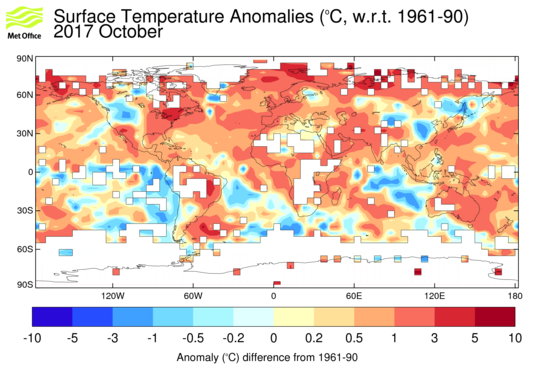 Surface Temperature Anomalies (°C, w.r.t. 1961-90)
2017 October
Met Office
90N
60N
30N
0
30S
60S
90S
120W 60W 0 60E 120E 180
-10 -5 -3 -1 -0.5 -0.2 0 0.2 0.5 1 3 5 10
Anomaly (°C) difference from 1961-90